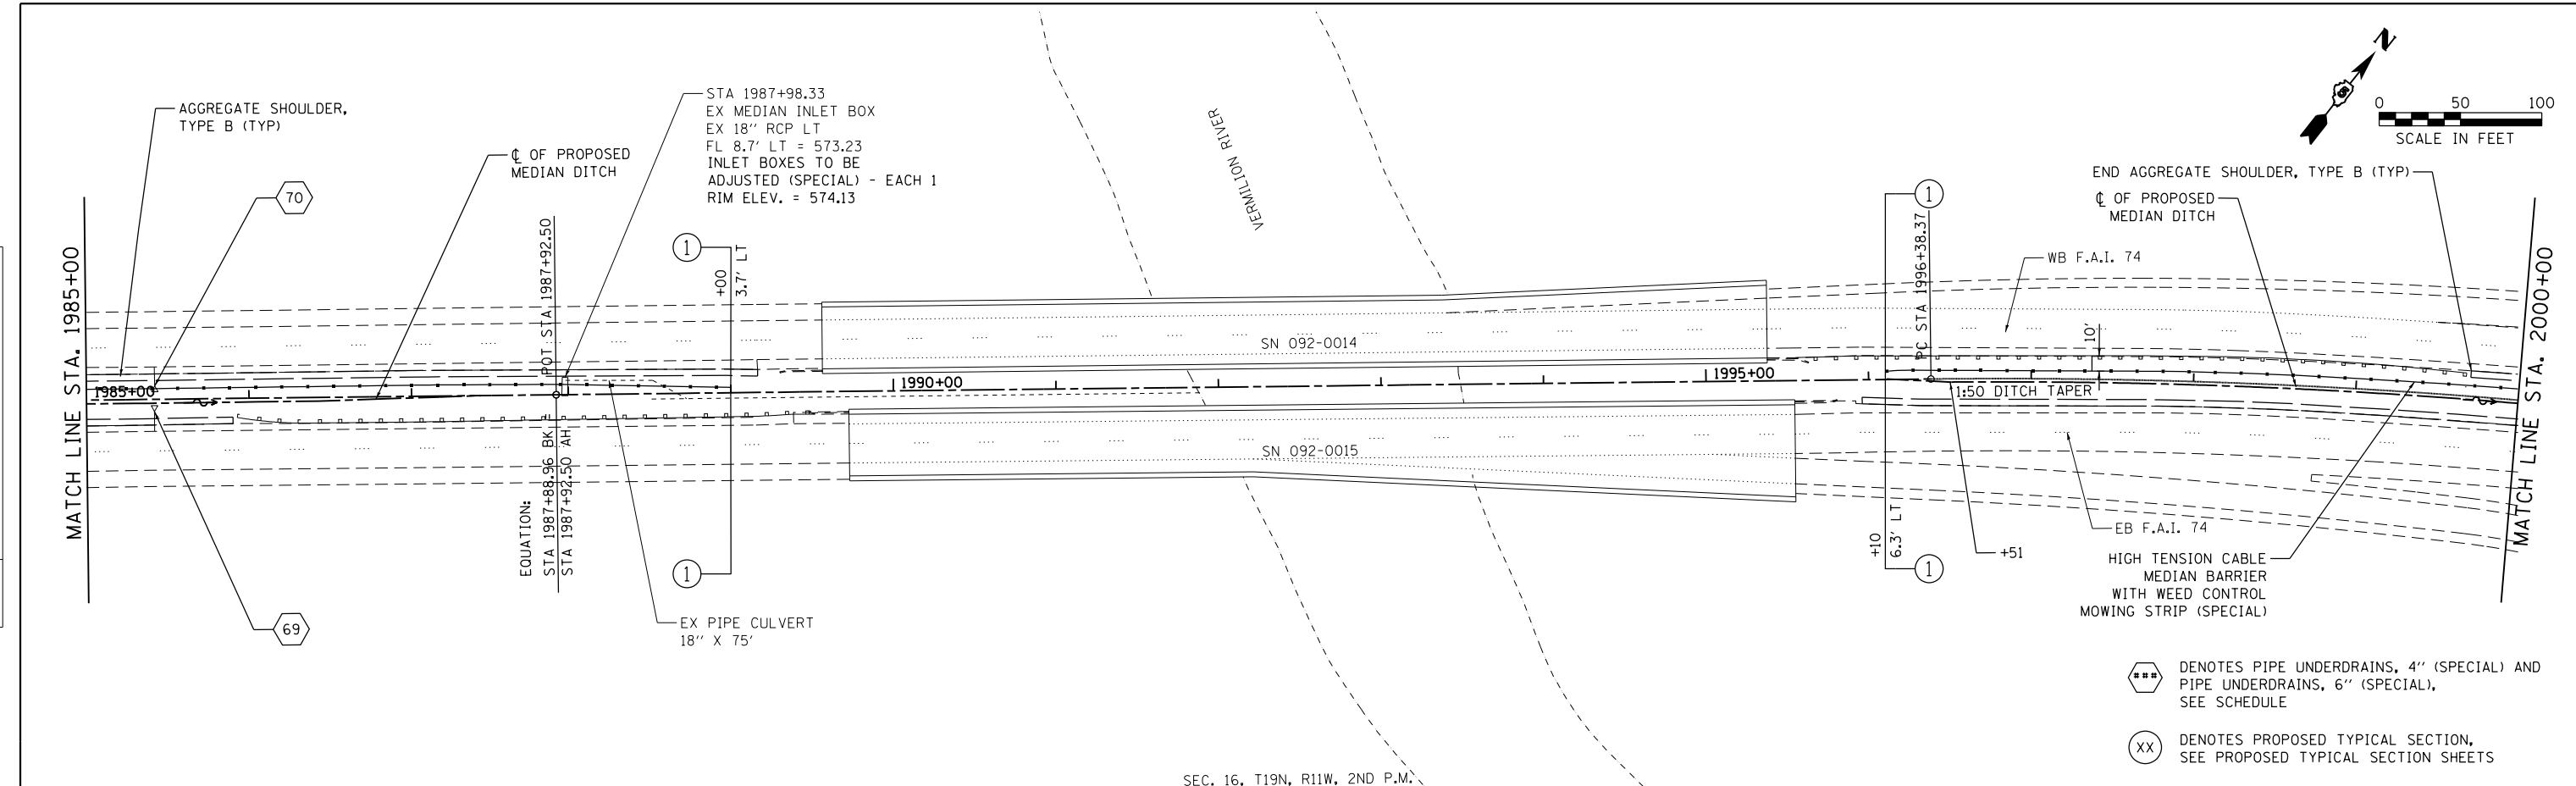 AGGREGATE SHOULDER,
TYPE B (TYP)
70
℄ OF PROPOSED
MEDIAN DITCH
STA 1987+98.33
EX MEDIAN INLET BOX
EX 18'' RCP LT
FL 8.7' LT = 573.23
INLET BOXES TO BE
ADJUSTED (SPECIAL) - EACH 1
RIM ELEV. = 574.13
VERMILION RIVER
N
0 50 100
SCALE IN FEET
END AGGREGATE SHOULDER, TYPE B (TYP)
℄ OF PROPOSED
MEDIAN DITCH
MATCH LINE STA. 1985+00
POT STA 1987+92.50
1
+00
3.7' LT
1
PC STA 1996+38.37
WB F.A.I. 74
MATCH LINE STA. 2000+00
SN 092-0014
10'
1985+00
1990+00
1995+00
1:50 DITCH TAPER
SN 092-0015
EQUATION:
STA 1987+88.96 BK
STA 1987+92.50 AH
1
+10
6.3' LT
1
+51
EB F.A.I. 74
HIGH TENSION CABLE
MEDIAN BARRIER
WITH WEED CONTROL
MOWING STRIP (SPECIAL)
69
EX PIPE CULVERT
18'' X 75'
###
DENOTES PIPE UNDERDRAINS, 4'' (SPECIAL) AND
PIPE UNDERDRAINS, 6'' (SPECIAL),
SEE SCHEDULE
XX
DENOTES PROPOSED TYPICAL SECTION,
SEE PROPOSED TYPICAL SECTION SHEETS
SEC. 16, T19N, R11W, 2ND P.M.